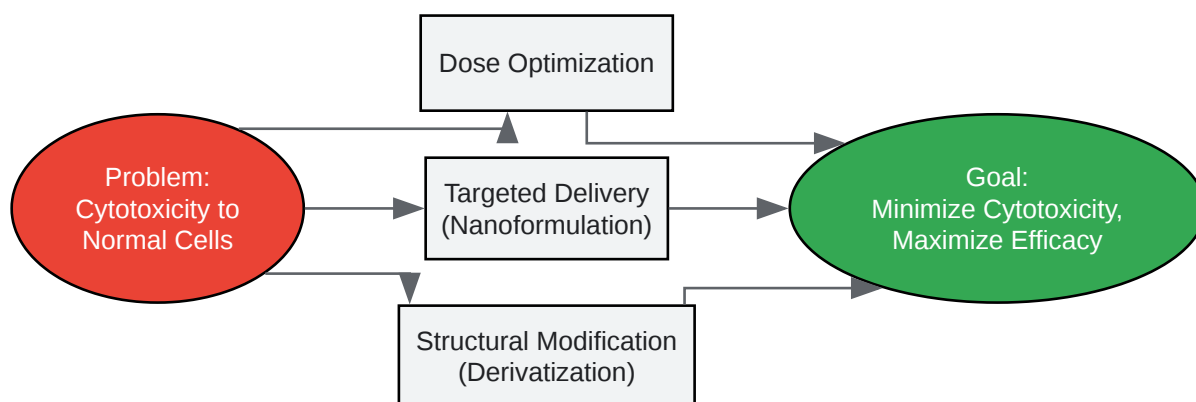 Dose Optimization
Problem:
Cytotoxicity to
Normal Cells
Targeted Delivery
(Nanoformulation)
Goal:
Minimize Cytotoxicity,
Maximize Efficacy
Structural Modification
(Derivatization)